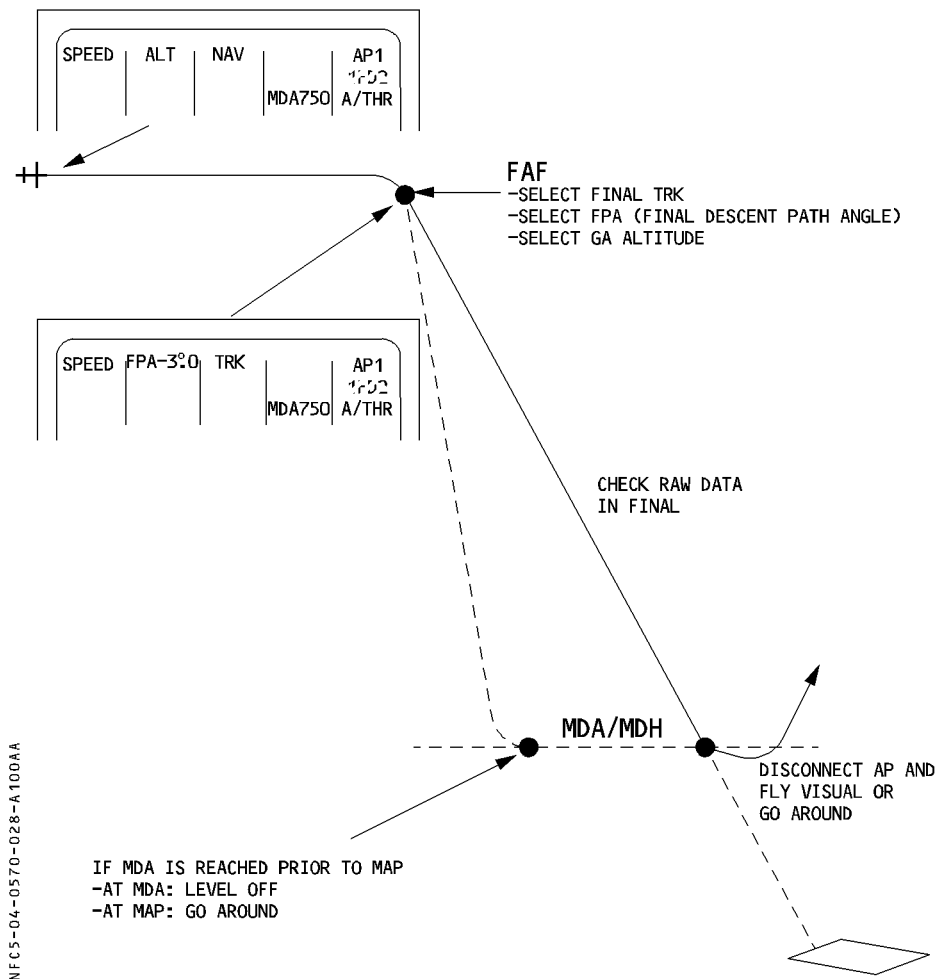 SPEED ALT NAV AP1
1FD2
MDA750 A/THR
FAF
-SELECT FINAL TRK
-SELECT FPA (FINAL DESCENT PATH ANGLE)
-SELECT GA ALTITUDE
SPEED FPA-3°.0 TRK AP1
1FD2
MDA750 A/THR
CHECK RAW DATA
IN FINAL
MDA/MDH
DISCONNECT AP AND
FLY VISUAL OR
GO AROUND
IF MDA IS REACHED PRIOR TO MAP
-AT MDA: LEVEL OFF
-AT MAP: GO AROUND
NFC5-04-0570-028-A100AA